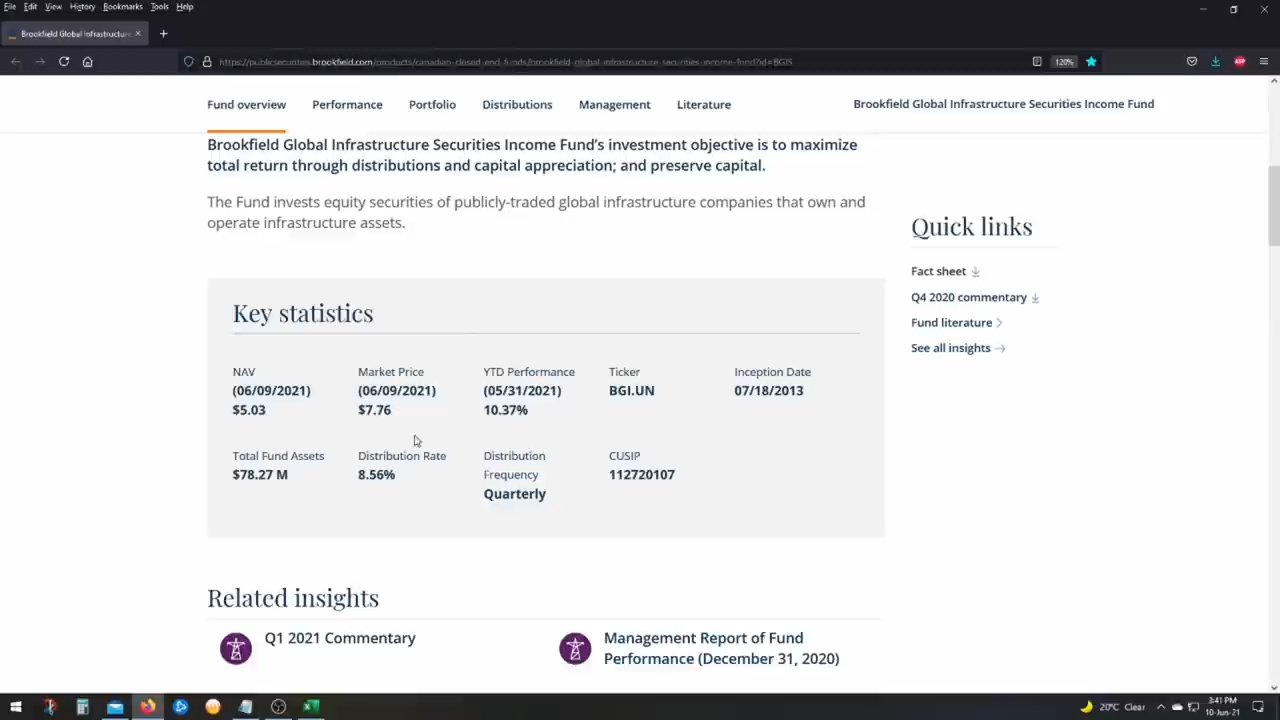 File Edit View History Bookmarks Tools Help
Brookfield Global Infrastructure
https://publicsecurities.brookfield.com/products/canadian-closed-end-funds/brookfield-global-infrastructure-securities-income-fund?id=BGIS
120%
Fund overview Performance Portfolio Distributions Management Literature Brookfield Global Infrastructure Securities Income Fund
Brookfield Global Infrastructure Securities Income Fund's investment objective is to maximize
total return through distributions and capital appreciation; and preserve capital.
The Fund invests equity securities of publicly-traded global infrastructure companies that own and
operate infrastructure assets.
Quick links
Fact sheet
Q4 2020 commentary
Fund literature
See all insights
Key statistics
NAV
(06/09/2021)
$5.03
Market Price
(06/09/2021)
$7.76
YTD Performance
(05/31/2021)
10.37%
Ticker
BGI.UN
Inception Date
07/18/2013
Total Fund Assets
$78.27 M
Distribution Rate
8.56%
Distribution
Frequency
Quarterly
CUSIP
112720107
Related insights
Q1 2021 Commentary
Management Report of Fund
Performance (December 31, 2020)
20°C Clear
3:41 PM
10-Jun-21